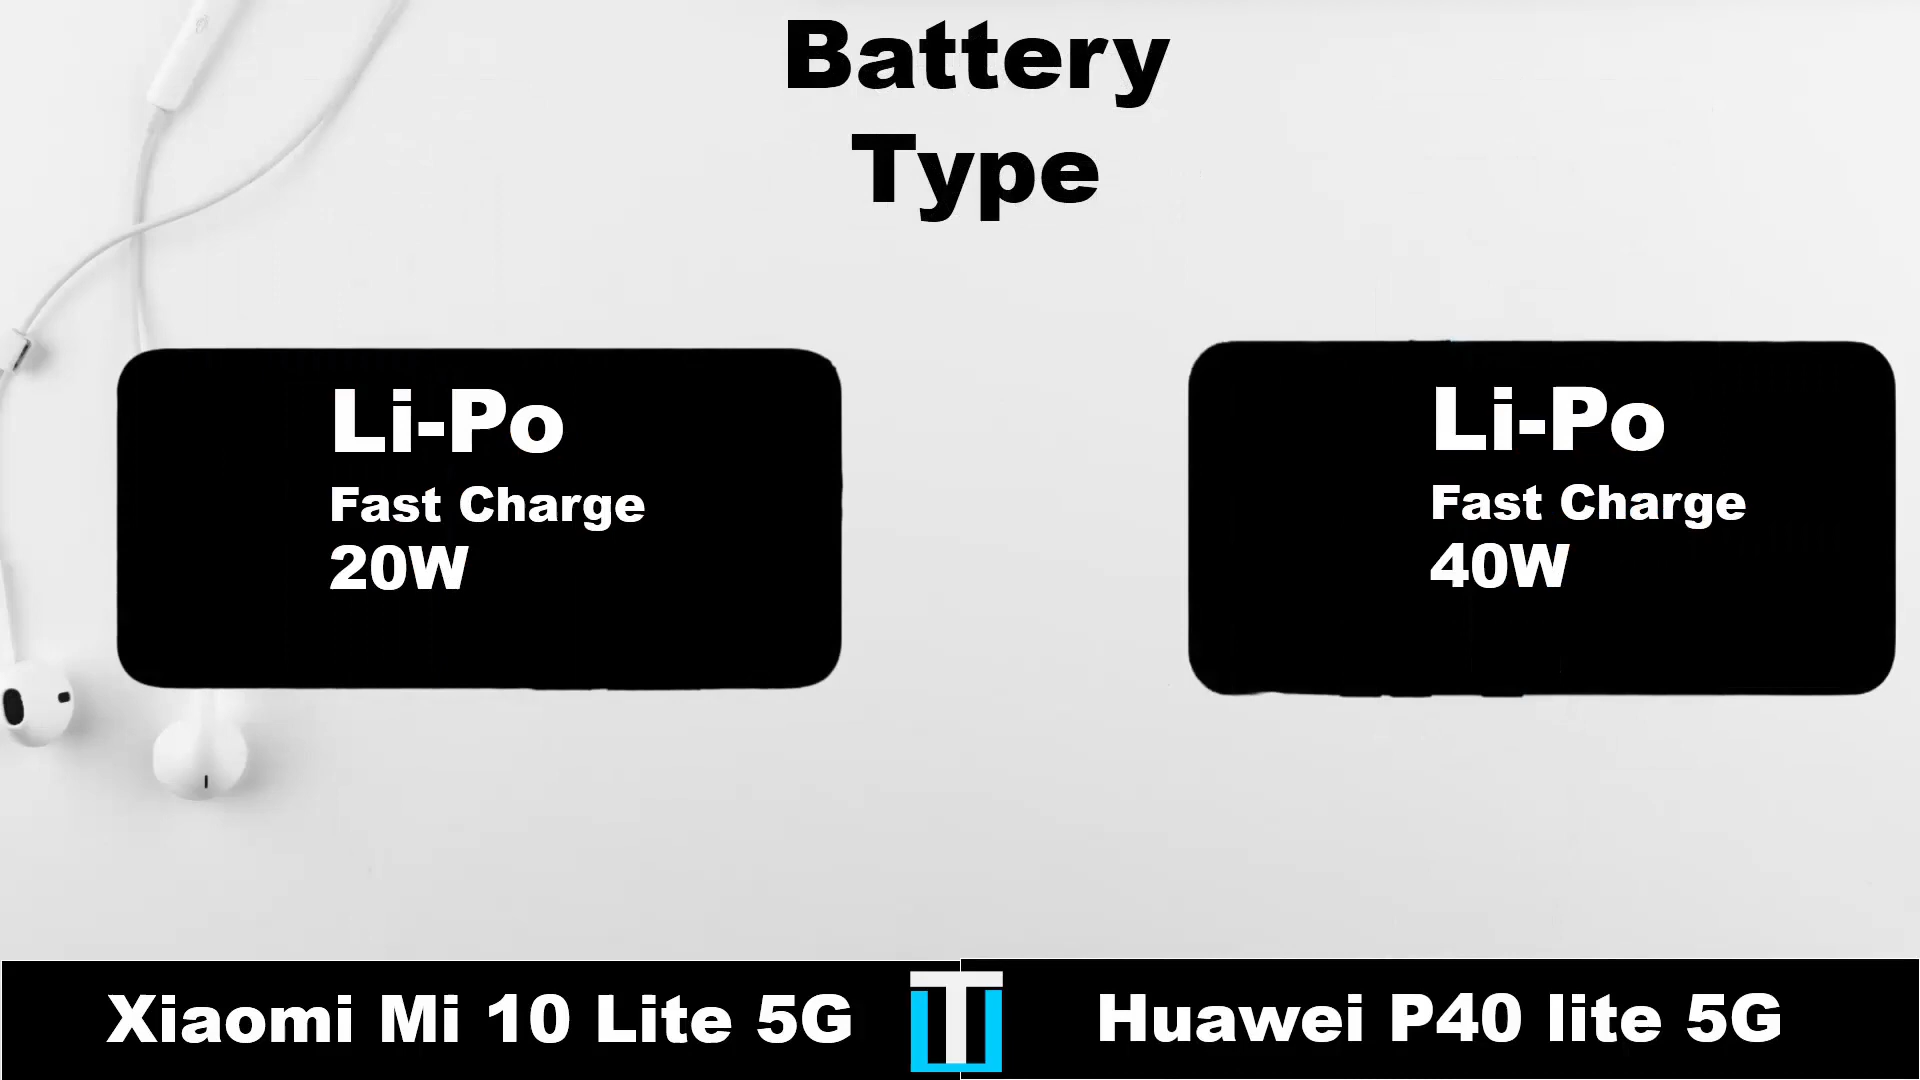 Battery
Type
Li-Po
Fast Charge
20W
Li-Po
Fast Charge
40W
Xiaomi Mi 10 Lite 5G
Huawei P40 lite 5G